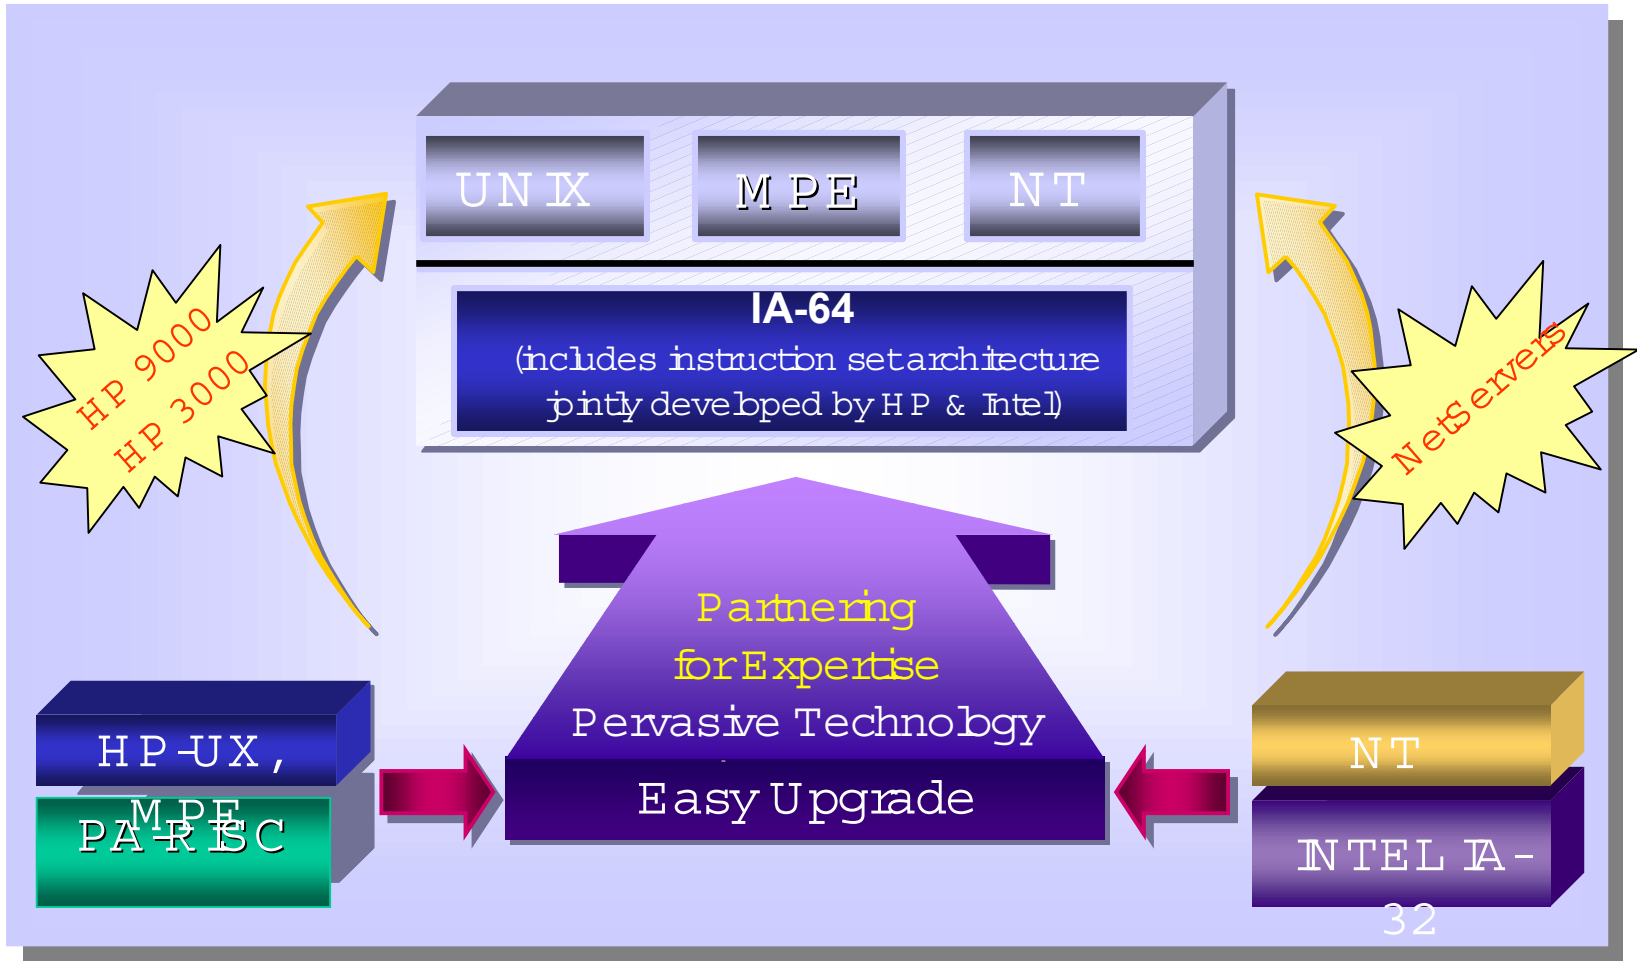 UNIX
MPE
NT
IA-64
(includes instruction set architecture
jointly developed by HP & Intel)
HP 9000
HP 3000
NetServers
Partnering
for Expertise
Pervasive Technology
Easy Upgrade
HP-UX,
MPE
PA-RISC
NT
INTEL IA-
32